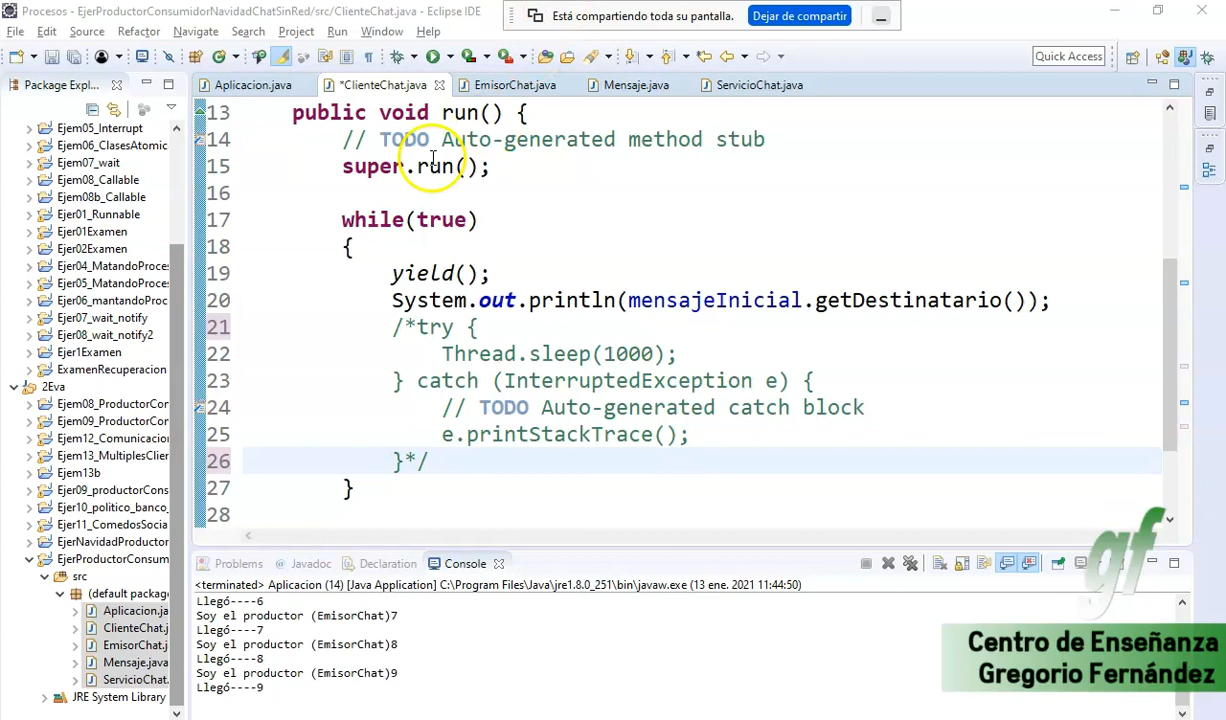 Procesos - EjerProductorConsumidorNavidadChatSinRed/src/ClienteChat.java - Eclipse IDE
Está compartiendo toda su pantalla.
Dejar de compartir
File Edit Source Refactor Navigate Search Project Run Window Help
Quick Access
Package Expl...
Aplicacion.java
*ClienteChat.java
EmisorChat.java
Mensaje.java
ServicioChat.java
Ejem05_Interrupt
Ejem06_ClasesAtomic
Ejem07_wait
Ejem08_Callable
Ejem08b_Callable
Ejer01_Runnable
Ejer01Examen
Ejer02Examen
Ejer04_MatandoProce
Ejer05_MatandoProces
Ejer06_mantandoProc
Ejer07_wait_notify
Ejer08_wait_notify2
Ejer1Examen
ExamenRecuperacion
2Eva
Ejem08_ProductorCor
Ejem09_ProductorCor
Ejem12_Comunicacion
Ejem13_MultiplesClien
Ejem13b
Ejer09_productorCons
Ejer10_politico_banco_
Ejer11_ComedosSocia
EjerNavidadProductor
EjerProductorConsum
src
(default package
Aplicacion.ja
ClienteChat.j
EmisorChat.j
Mensaje.java
ServicioChat.
JRE System Library
13 public void run() {
14 // TODO Auto-generated method stub
15 super.run();
16
17 while(true)
18 {
19 yield();
20 System.out.println(mensajeInicial.getDestinatario());
21 /*try {
22 Thread.sleep(1000);
23 } catch (InterruptedException e) {
24 // TODO Auto-generated catch block
25 e.printStackTrace();
26 }*/
27 }
28
Problems Javadoc Declaration Console
<terminated> Aplicacion (14) [Java Application] C:\Program Files\Java\jre1.8.0_251\bin\javaw.exe (13 ene. 2021 11:44:50)
Llegó----6
Soy el productor (EmisorChat)7
Llegó----7
Soy el productor (EmisorChat)8
Llegó----8
Soy el productor (EmisorChat)9
Llegó----9
gf
Centro de Enseñanza
Gregorio Fernández